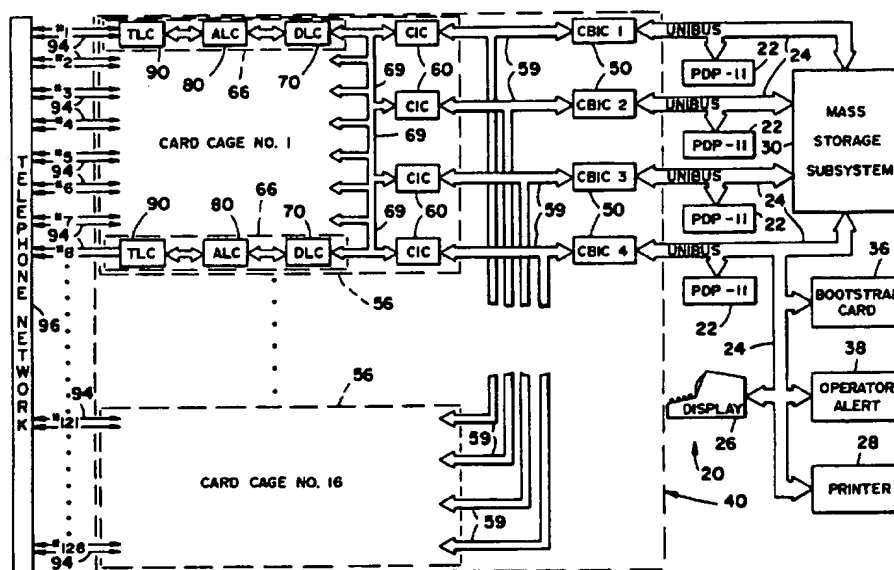 TELEPHONE NETWORK
96
#1
94
#2
#3
94
#4
#5
94
#6
#7
94
#8
TLC
ALC
DLC
CIC
CBIC 1
UNIBUS
90
80
66
70
69
60
59
50
PDP-11
22
24
CARD CAGE NO. 1
CIC
CBIC 2
UNIBUS
69
PDP-11
22
30
MASS
STORAGE
SUBSYSTEM
CIC
CBIC 3
UNIBUS
90
80
66
70
69
60
59
50
PDP-11
22
24
TLC
ALC
DLC
CIC
CBIC 4
UNIBUS
56
PDP-11
22
24
36
BOOTSTRAP
CARD
56
38
OPERATOR
ALERT
94
#121
59
DISPLAY
26
20
40
28
PRINTER
CARD CAGE NO. 16
59
#128
94